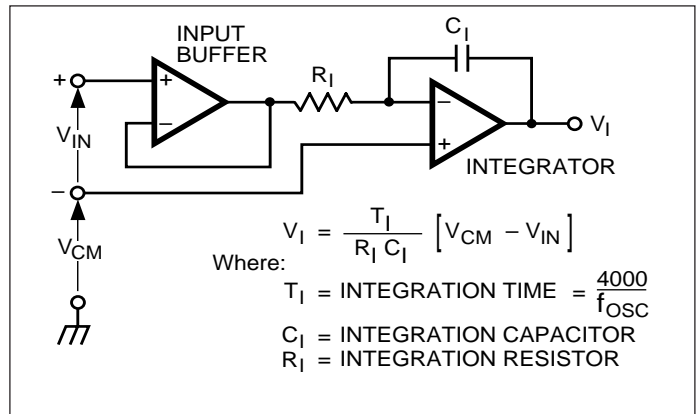 INPUT
BUFFER
C_I
R_I
+
+
−
−
V_IN
−
+
V_I
INTEGRATOR
V_CM
V_I = T_I / R_I C_I [ V_CM − V_IN ]
Where:
T_I = INTEGRATION TIME = 4000 / f_OSC
C_I = INTEGRATION CAPACITOR
R_I = INTEGRATION RESISTOR